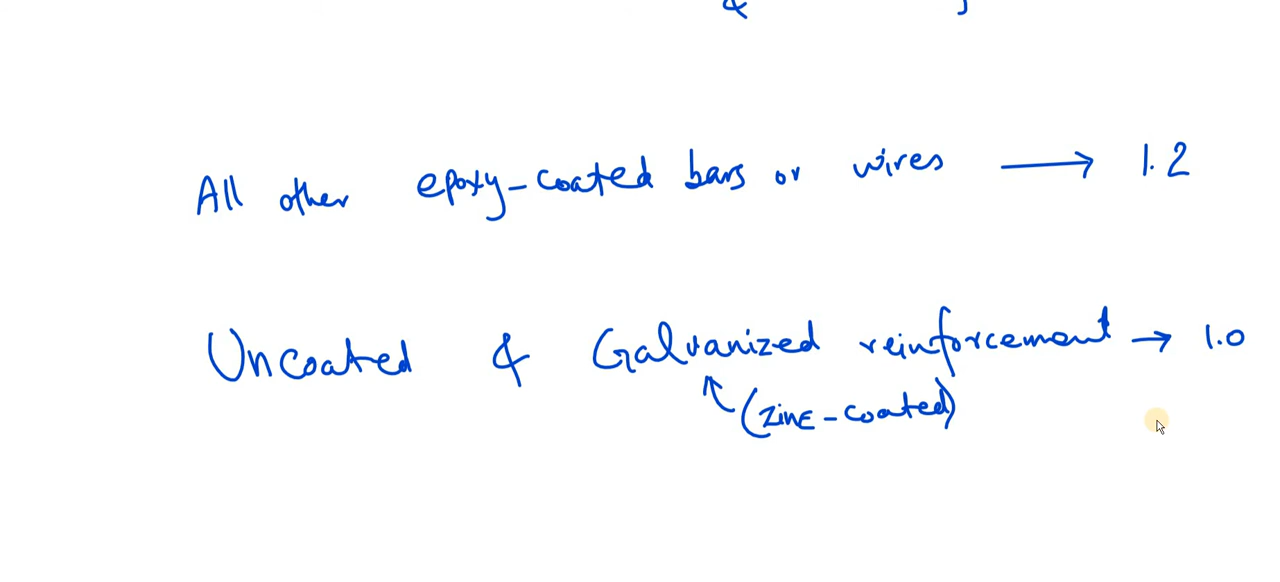 All other epoxy-coated bars or wires → 1.2
Uncoated & Galvanized reinforcement → 1.0
(zinc-coated)